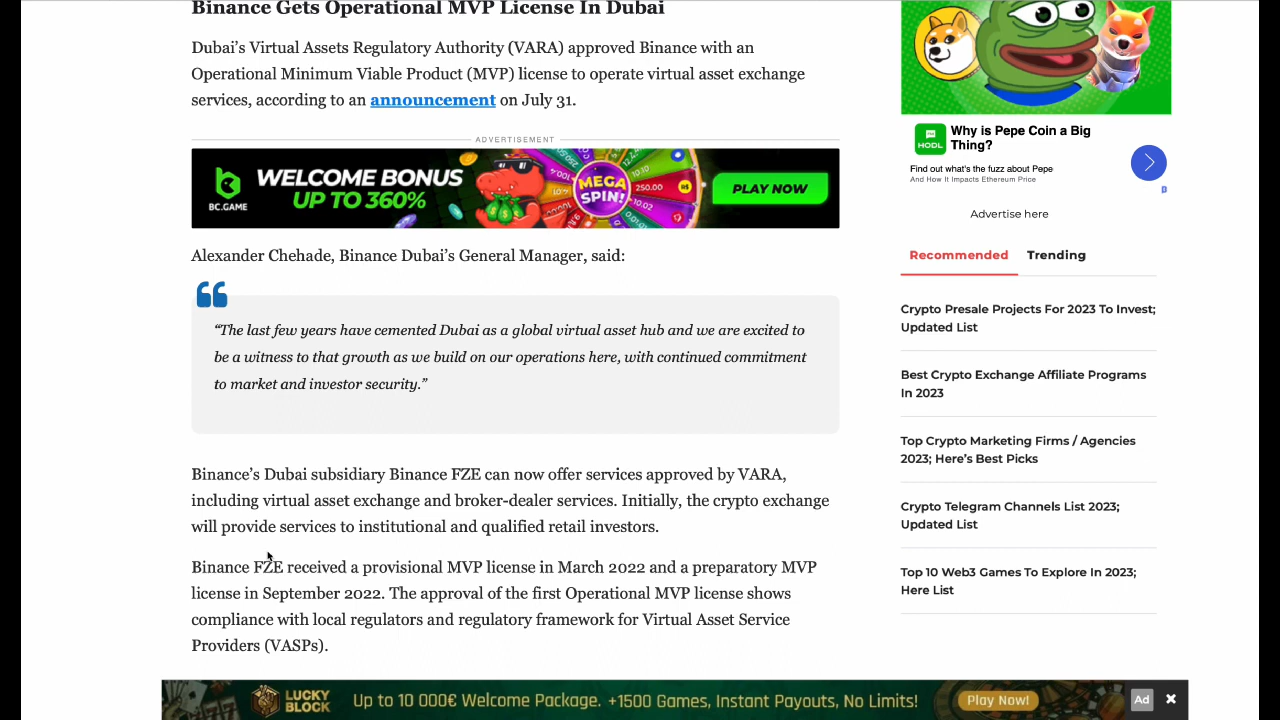 Binance Gets Operational MVP License In Dubai
Dubai’s Virtual Assets Regulatory Authority (VARA) approved Binance with an
Operational Minimum Viable Product (MVP) license to operate virtual asset exchange
services, according to an announcement on July 31.
ADVERTISEMENT
BC.GAME
WELCOME BONUS
UP TO 360%
MEGA
SPIN!
250.00
PLAY NOW
Alexander Chehade, Binance Dubai’s General Manager, said:
“The last few years have cemented Dubai as a global virtual asset hub and we are excited to
be a witness to that growth as we build on our operations here, with continued commitment
to market and investor security.”
Binance’s Dubai subsidiary Binance FZE can now offer services approved by VARA,
including virtual asset exchange and broker-dealer services. Initially, the crypto exchange
will provide services to institutional and qualified retail investors.
Binance FZE received a provisional MVP license in March 2022 and a preparatory MVP
license in September 2022. The approval of the first Operational MVP license shows
compliance with local regulators and regulatory framework for Virtual Asset Service
Providers (VASPs).
HODL
Why is Pepe Coin a Big
Thing?
Find out what's the fuzz about Pepe
And How It Impacts Ethereum Price
Advertise here
Recommended Trending
Crypto Presale Projects For 2023 To Invest;
Updated List
Best Crypto Exchange Affiliate Programs
In 2023
Top Crypto Marketing Firms / Agencies
2023; Here’s Best Picks
Crypto Telegram Channels List 2023;
Updated List
Top 10 Web3 Games To Explore In 2023;
Here List
LUCKY
BLOCK
Up to 10 000€ Welcome Package. +1500 Games, Instant Payouts, No Limits!
Play Now!
Ad